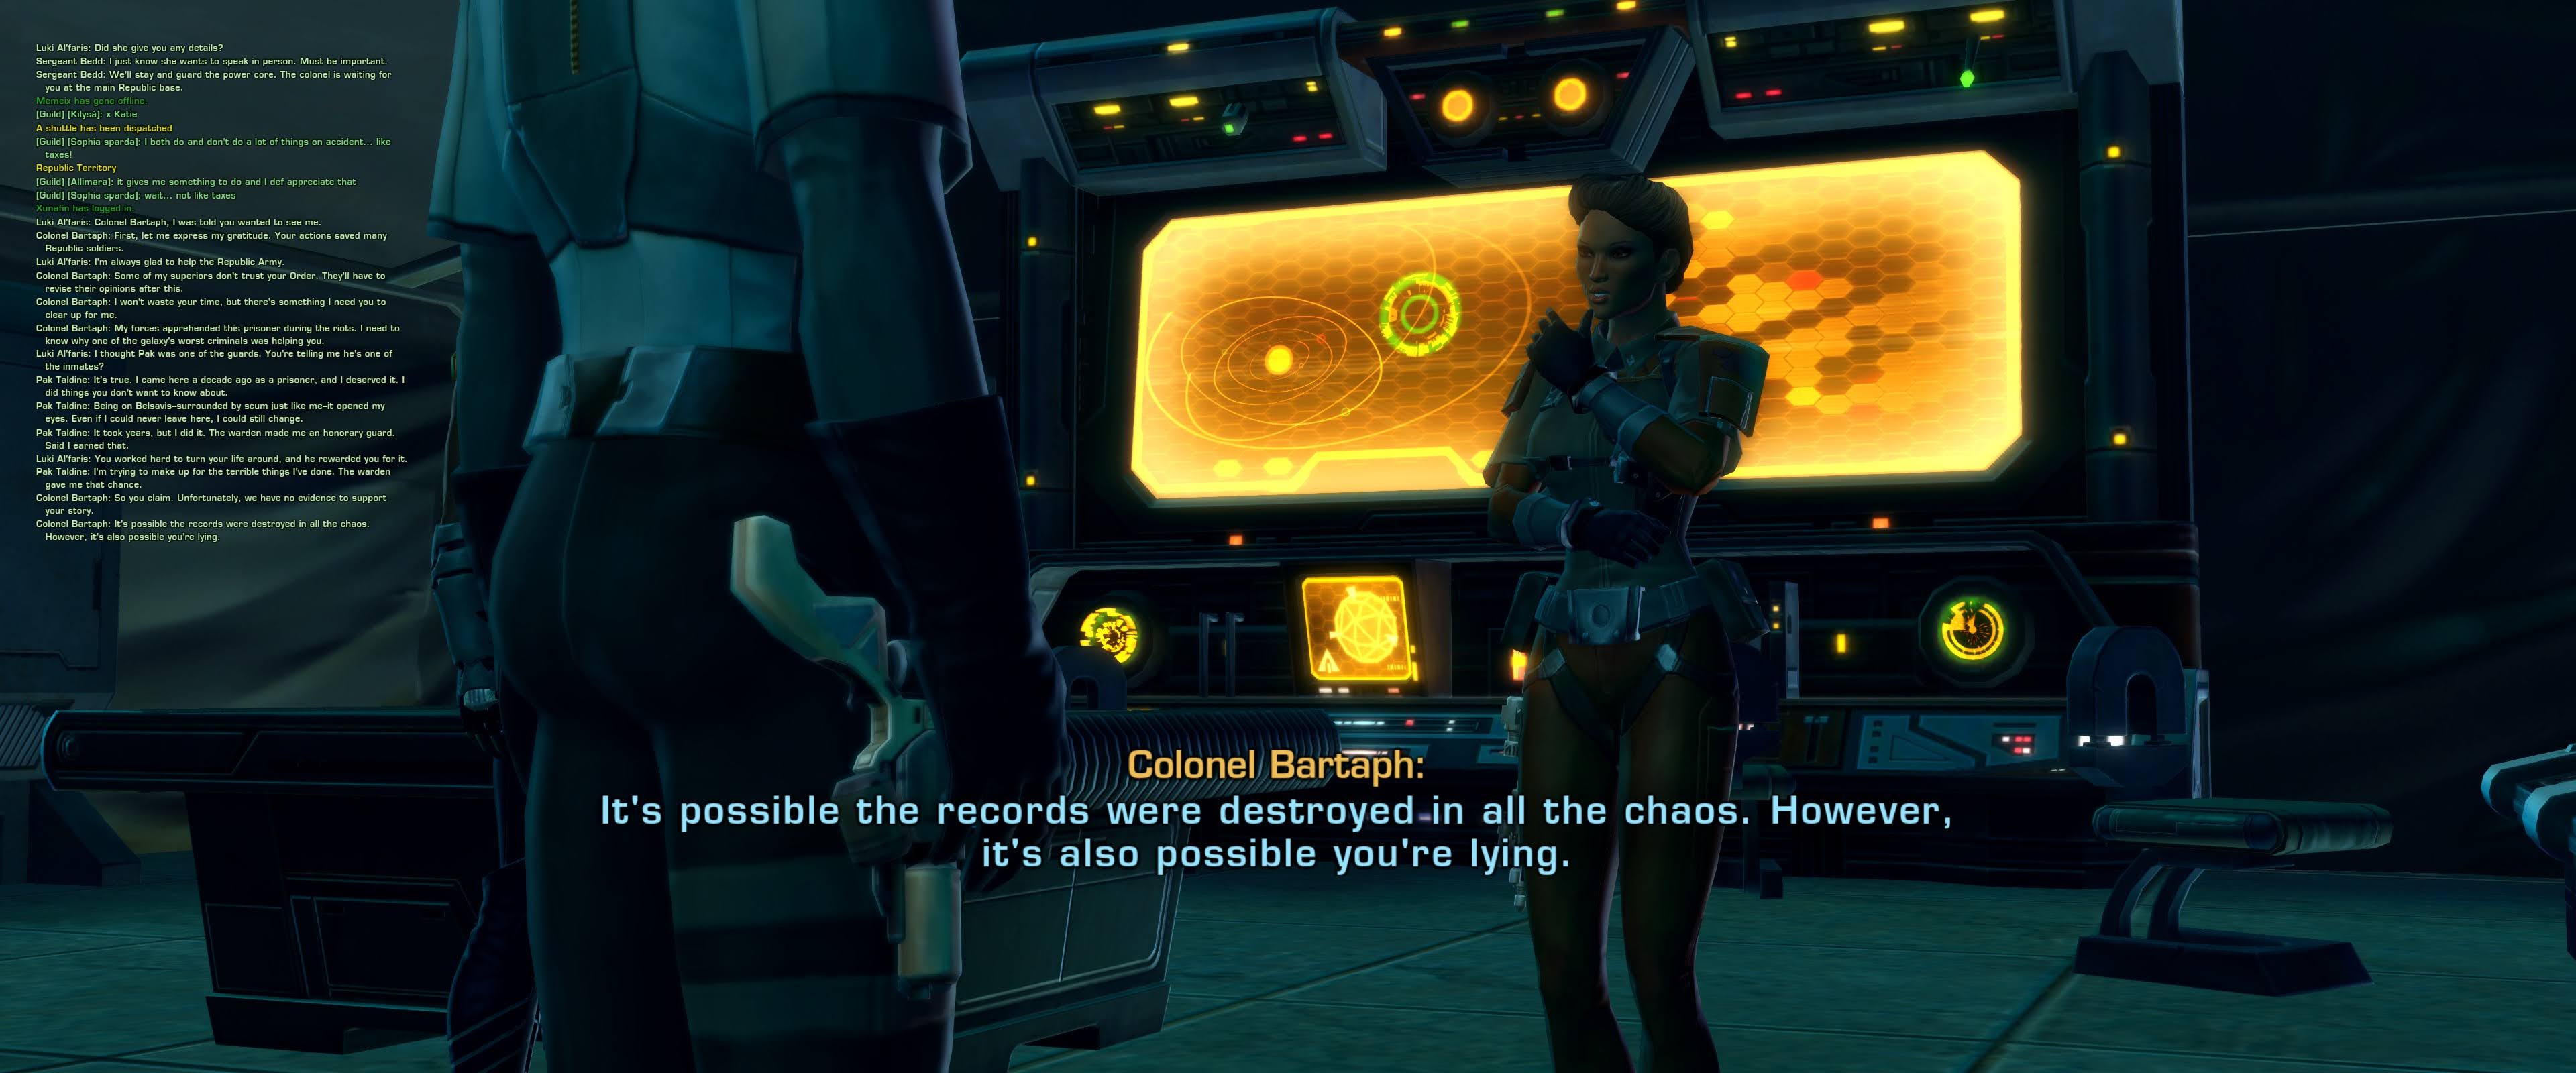 Luki Al'faris: Did she give you any details?
Sergeant Bedd: I just know she wants to speak in person. Must be important.
Sergeant Bedd: We'll stay and guard the power core. The colonel is waiting for
you at the main Republic base.
Memeix has gone offline.
[Guild] [Kilysà]: x Katie
A shuttle has been dispatched
[Guild] [Sophia sparda]: I both do and don't do a lot of things on accident... like
taxes!
Republic Territory
[Guild] [Allimara]: it gives me something to do and I def appreciate that
[Guild] [Sophia sparda]: wait... not like taxes
Xunafin has logged in.
Luki Al'faris: Colonel Bartaph, I was told you wanted to see me.
Colonel Bartaph: First, let me express my gratitude. Your actions saved many
Republic soldiers.
Luki Al'faris: I'm always glad to help the Republic Army.
Colonel Bartaph: Some of my superiors don't trust your Order. They'll have to
revise their opinions after this.
Colonel Bartaph: I won't waste your time, but there's something I need you to
clear up for me.
Colonel Bartaph: My forces apprehended this prisoner during the riots. I need to
know why one of the galaxy's worst criminals was helping you.
Luki Al'faris: I thought Pak was one of the guards. You're telling me he's one of
the inmates?
Pak Taldine: It's true. I came here a decade ago as a prisoner, and I deserved it. I
did things you don't want to know about.
Pak Taldine: Being on Belsavis–surrounded by scum just like me–it opened my
eyes. Even if I could never leave here, I could still change.
Pak Taldine: It took years, but I did it. The warden made me an honorary guard.
Said I earned that.
Luki Al'faris: You worked hard to turn your life around, and he rewarded you for it.
Pak Taldine: I'm trying to make up for the terrible things I've done. The warden
gave me that chance.
Colonel Bartaph: So you claim. Unfortunately, we have no evidence to support
your story.
Colonel Bartaph: It's possible the records were destroyed in all the chaos.
However, it's also possible you're lying.
Colonel Bartaph:
It's possible the records were destroyed in all the chaos. However,
it's also possible you're lying.